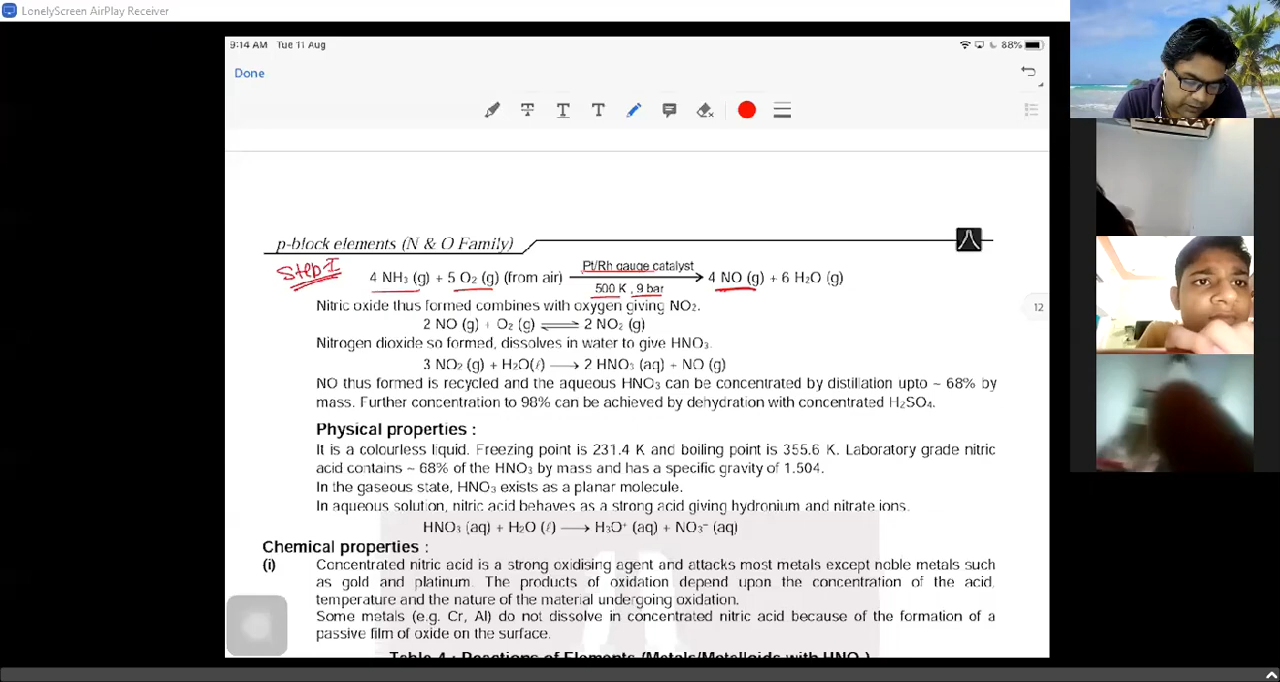 LonelyScreen AirPlay Receiver
9:14 AM Tue 11 Aug
88%
Done
p-block elements (N & O Family)
Step I
4 NH₃ (g) + 5 O₂ (g) (from air) Pt/Rh gauge catalyst 4 NO (g) + 6 H₂O (g)
500 K , 9 bar
Nitric oxide thus formed combines with oxygen giving NO₂.
12
2 NO (g) + O₂ (g) ⇌ 2 NO₂ (g)
Nitrogen dioxide so formed, dissolves in water to give HNO₃.
3 NO₂ (g) + H₂O(ℓ) ⟶ 2 HNO₃ (aq) + NO (g)
NO thus formed is recycled and the aqueous HNO₃ can be concentrated by distillation upto ~ 68% by
mass. Further concentration to 98% can be achieved by dehydration with concentrated H₂SO₄.
Physical properties :
It is a colourless liquid. Freezing point is 231.4 K and boiling point is 355.6 K. Laboratory grade nitric
acid contains ~ 68% of the HNO₃ by mass and has a specific gravity of 1.504.
In the gaseous state, HNO₃ exists as a planar molecule.
In aqueous solution, nitric acid behaves as a strong acid giving hydronium and nitrate ions.
HNO₃ (aq) + H₂O (ℓ) ⟶ H₃O⁺ (aq) + NO₃⁻ (aq)
Chemical properties :
(i) Concentrated nitric acid is a strong oxidising agent and attacks most metals except noble metals such
as gold and platinum. The products of oxidation depend upon the concentration of the acid,
temperature and the nature of the material undergoing oxidation.
Some metals (e.g. Cr, Al) do not dissolve in concentrated nitric acid because of the formation of a
passive film of oxide on the surface.
Table 4 : Reactions of Elements (Metals/Metalloids with HNO₃)